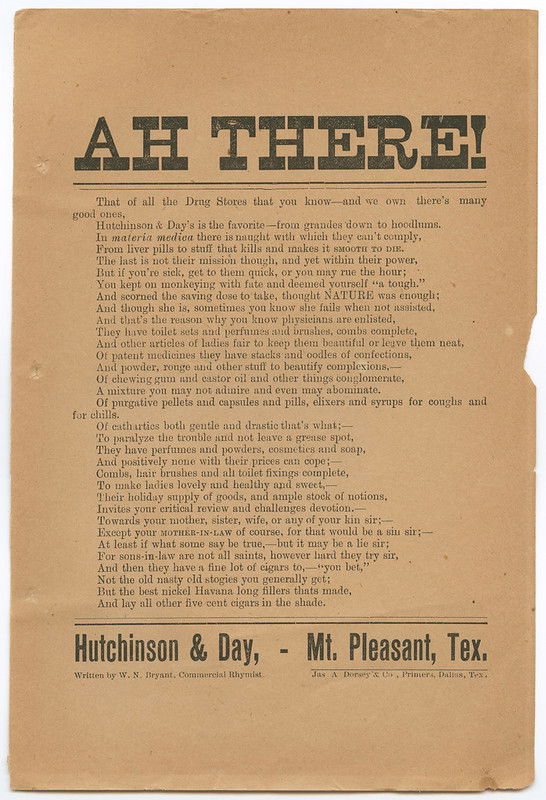 AH THERE!
That of all the Drug Stores that you know—and we own there's many
good ones,
Hutchinson & Day's is the favorite—from grandes down to hoodlums.
In materia medica there is naught with which they can't comply,
From liver pills to stuff that kills and makes it SMOOTH TO DIE.
The last is not their mission though, and yet within their power,
But if you're sick, get to them quick, or you may rue the hour;
You kept on monkeying with fate and deemed yourself "a tough."
And scorned the saving dose to take, thought NATURE was enough;
And though she is, sometimes you know she fails when not assisted,
And that's the reason why you know physicians are enlisted,
They have toilet sets and perfumes and brushes, combs complete,
And other articles of ladies fair to keep them beautiful or leave them neat,
Of patent medicines they have stacks and oodles of confections,
And powder, rouge and other stuff to beautify complexions,—
Of chewing gum and castor oil and other things conglomerate,
A mixture you may not admire and even may abominate.
Of purgative pellets and capsules and pills, elixers and syrups for coughs and
for chills.
Of cathartics both gentle and drastic that's what;—
To paralyze the trouble and not leave a grease spot,
They have perfumes and powders, cosmetics and soap,
And positively none with their prices can cope;—
Combs, hair brushes and all toilet fixings complete,
To make ladies lovely and healthy and sweet,—
Their holiday supply of goods, and ample stock of notions,
Invites your critical review and challenges devotion.—
Towards your mother, sister, wife, or any of your kin sir;—
Except your MOTHER-IN-LAW of course, for that would be a sin sir;—
At least if what some say be true,—but it may be a lie sir;
For sons-in-law are not all saints, however hard they try sir,
And then they have a fine lot of cigars to,—"you bet,"
Not the old nasty old stogies you generally get;
But the best nickel Havana long fillers thats made,
And lay all other five cent cigars in the shade.
Hutchinson & Day, - Mt. Pleasant, Tex.
Written by W. N. Bryant, Commercial Rhymist.
Jas A Dorsey & Co , Printers, Dallas, Tex.